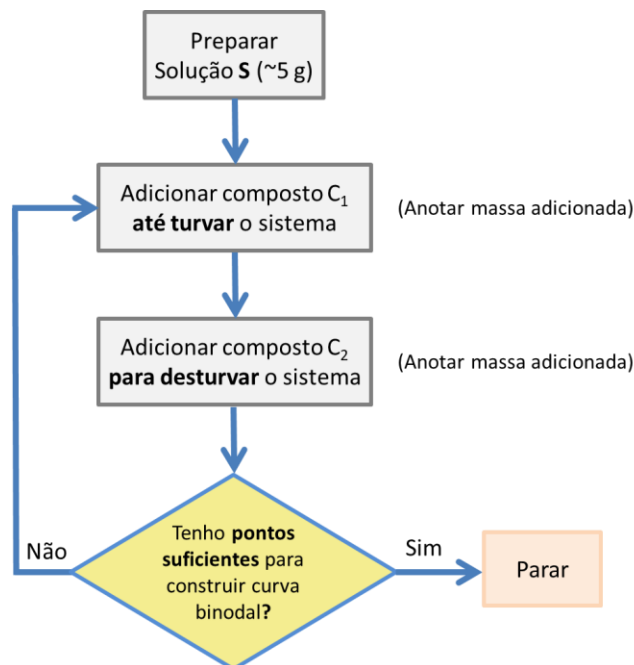 Preparar
Solução S (~5 g)
Adicionar composto C₁
até turvar o sistema
(Anotar massa adicionada)
Adicionar composto C₂
para desturvar o sistema
(Anotar massa adicionada)
Tenho pontos
suficientes para
construir curva
binodal?
Não
Sim
Parar